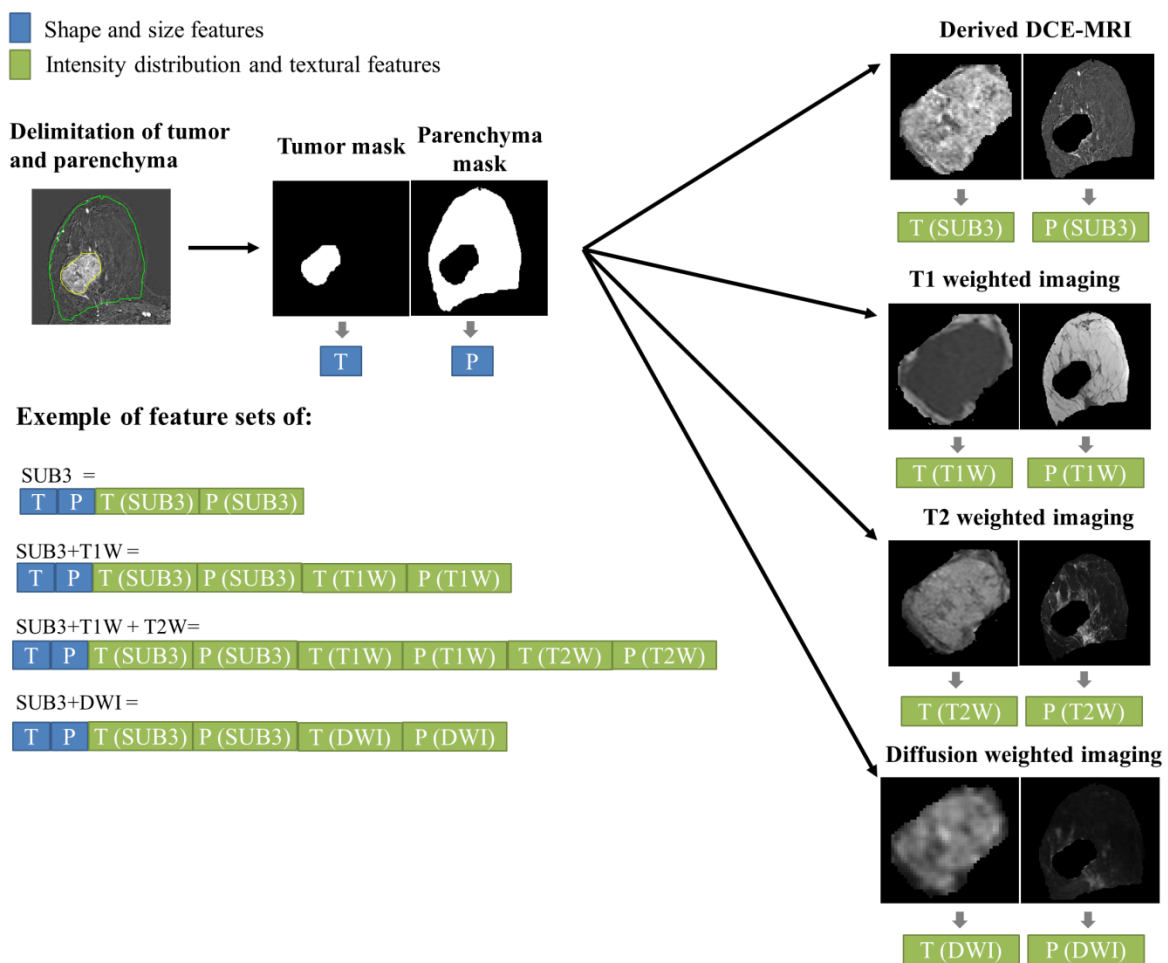 Shape and size features
Intensity distribution and textural features
Delimitation of tumor
and parenchyma
Tumor mask
Parenchyma
mask
T
P
Exemple of feature sets of:
SUB3 =
T P T (SUB3) P (SUB3)
SUB3+T1W =
T P T (SUB3) P (SUB3) T (T1W) P (T1W)
SUB3+T1W + T2W=
T P T (SUB3) P (SUB3) T (T1W) P (T1W) T (T2W) P (T2W)
SUB3+DWI =
T P T (SUB3) P (SUB3) T (DWI) P (DWI)
Derived DCE-MRI
T (SUB3) P (SUB3)
T1 weighted imaging
T (T1W) P (T1W)
T2 weighted imaging
T (T2W) P (T2W)
Diffusion weighted imaging
T (DWI) P (DWI)